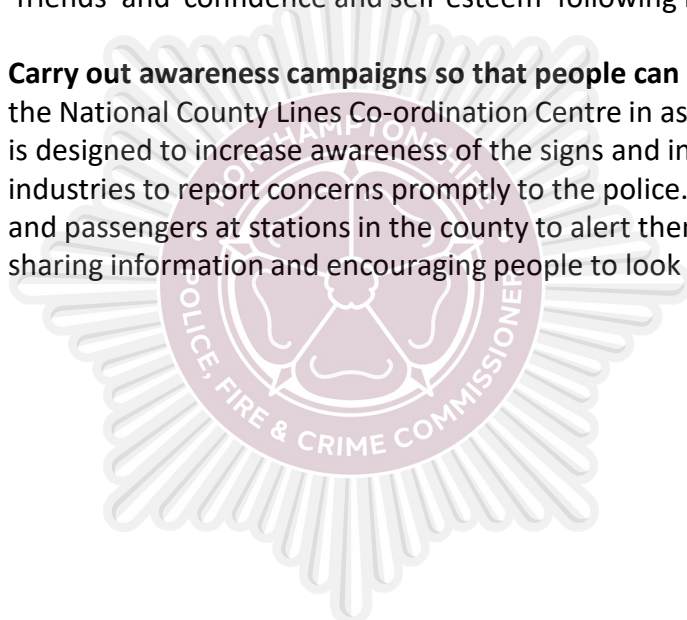 friends' and 'confidence and self-esteem' following
Carry out awareness campaigns so that people can
the National County Lines Co-ordination Centre in as
is designed to increase awareness of the signs and in
industries to report concerns promptly to the police.
and passengers at stations in the county to alert ther
sharing information and encouraging people to look
NORTHAMPTONSHIRE
POLICE, FIRE & CRIME COMMISSIONER